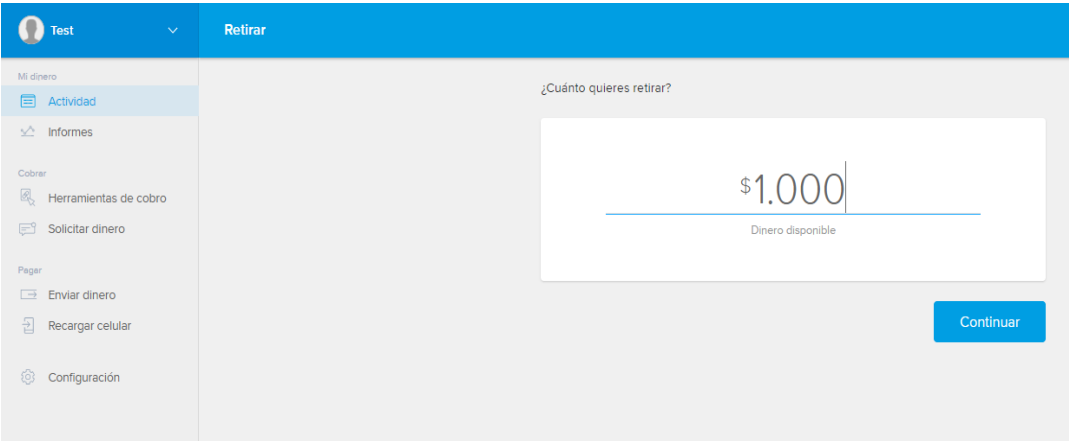 Test
Retirar
Mi dinero
Actividad
Informes
Cobrar
Herramientas de cobro
Solicitar dinero
Pagar
Enviar dinero
Recargar celular
Configuración
¿Cuánto quieres retirar?
$1.000
Dinero disponible
Continuar